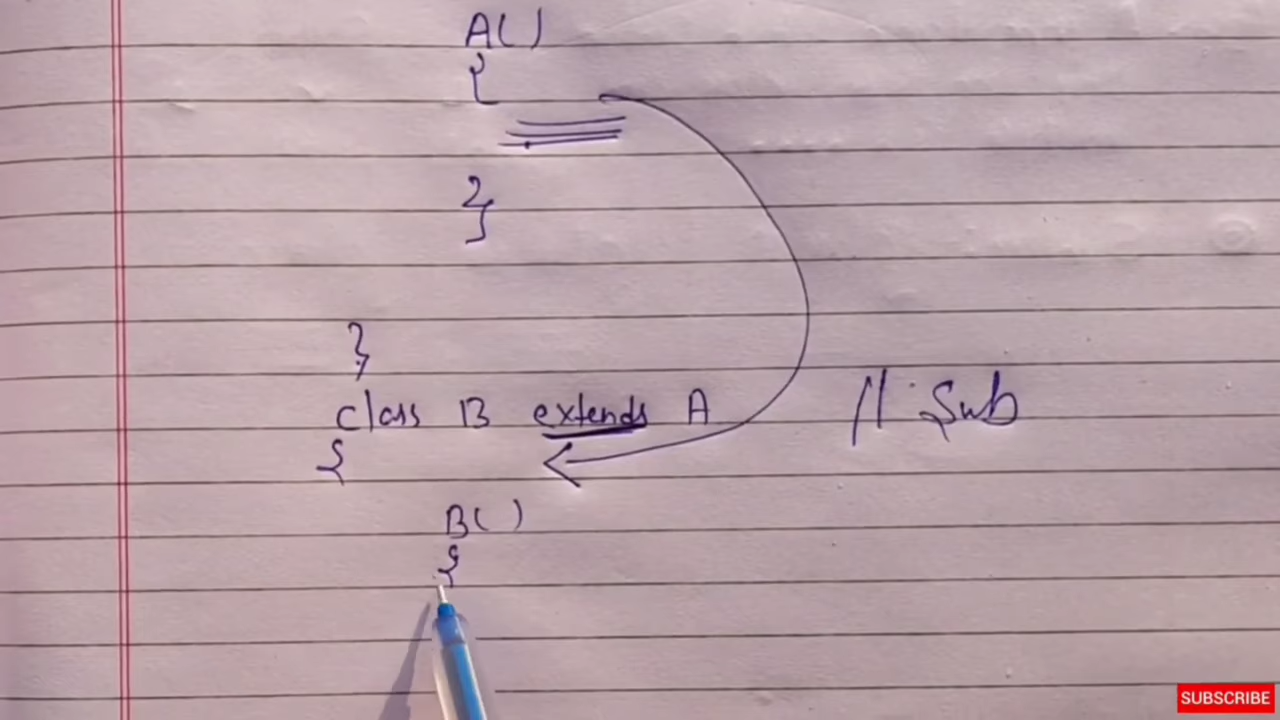 A()
{
}
}
class B extends A // Sub
{
B()
{
SUBSCRIBE